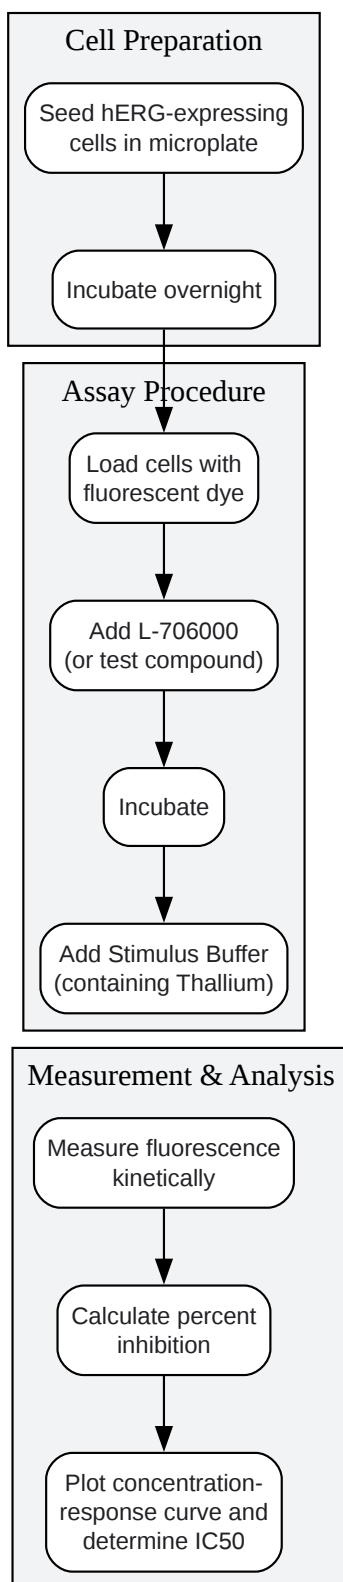 Cell Preparation
Seed hERG-expressing
cells in microplate
Incubate overnight
Assay Procedure
Load cells with
fluorescent dye
Add L-706000
(or test compound)
Incubate
Add Stimulus Buffer
(containing Thallium)
Measurement & Analysis
Measure fluorescence
kinetically
Calculate percent
inhibition
Plot concentration-
response curve and
determine IC50